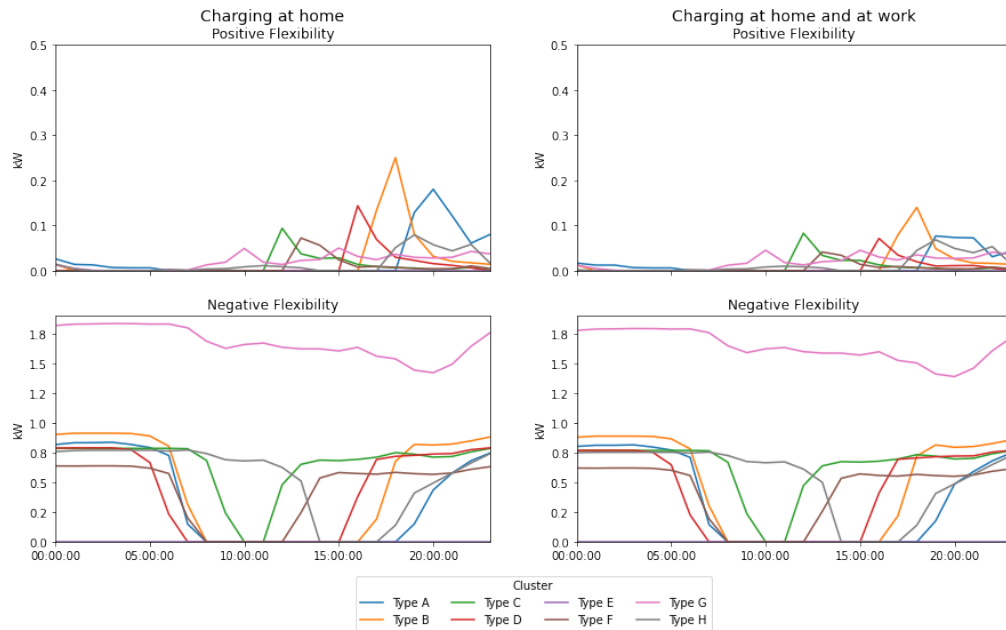 Charging at home
Positive Flexibility
0.5
0.4
0.3
0.2
0.1
0.0
kW
Charging at home and at work
Positive Flexibility
0.5
0.4
0.3
0.2
0.1
0.0
kW
Negative Flexibility
1.8
1.5
1.2
1.0
0.8
0.5
0.2
0.0
kW
00:00:00 05:00:00 10:00:00 15:00:00 20:00:00
Negative Flexibility
1.8
1.5
1.2
1.0
0.8
0.5
0.2
0.0
kW
00:00:00 05:00:00 10:00:00 15:00:00 20:00:00
Cluster
Type A Type C Type E Type G
Type B Type D Type F Type H